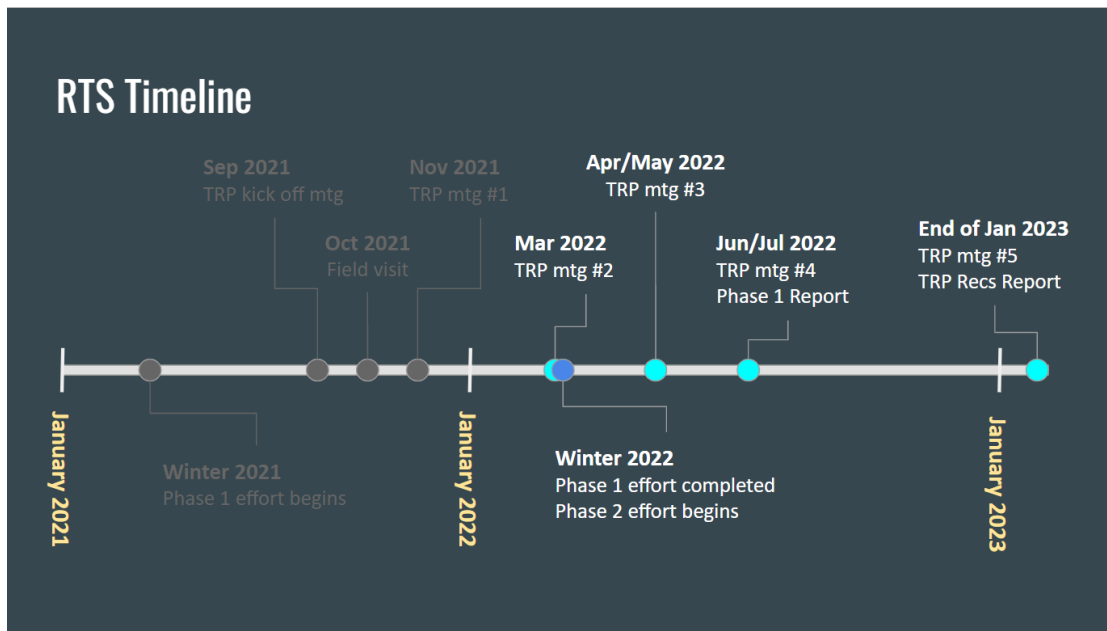 RTS Timeline
Sep 2021
TRP kick off mtg
Oct 2021
Field visit
Nov 2021
TRP mtg #1
Mar 2022
TRP mtg #2
Apr/May 2022
TRP mtg #3
Jun/Jul 2022
TRP mtg #4
Phase 1 Report
End of Jan 2023
TRP mtg #5
TRP Recs Report
January 2021
January 2022
January 2023
Winter 2021
Phase 1 effort begins
Winter 2022
Phase 1 effort completed
Phase 2 effort begins